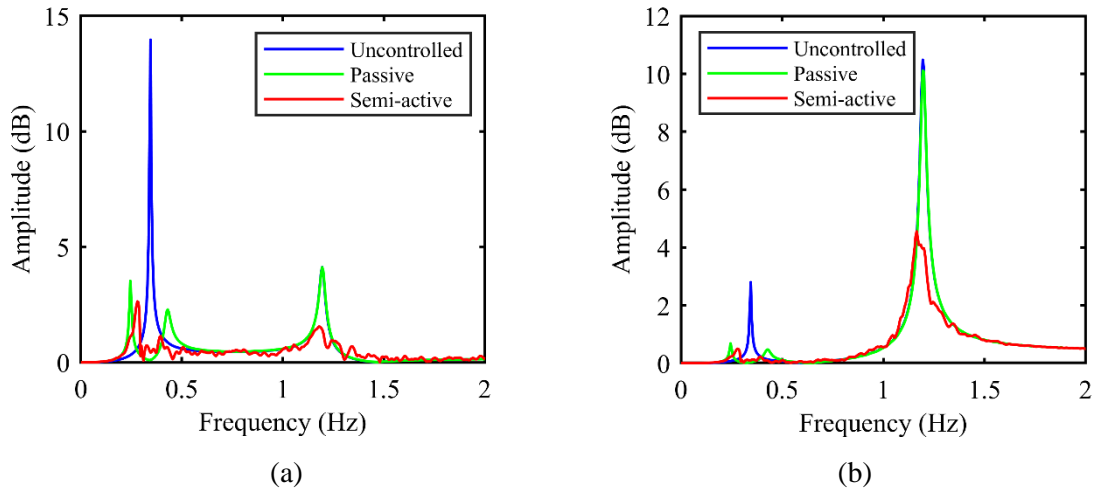 15
10
5
0
Amplitude (dB)
Uncontrolled
Passive
Semi-active
0
0.5
1
1.5
2
Frequency (Hz)
(a)
12
10
8
6
4
2
0
Amplitude (dB)
Uncontrolled
Passive
Semi-active
0
0.5
1
1.5
2
Frequency (Hz)
(b)